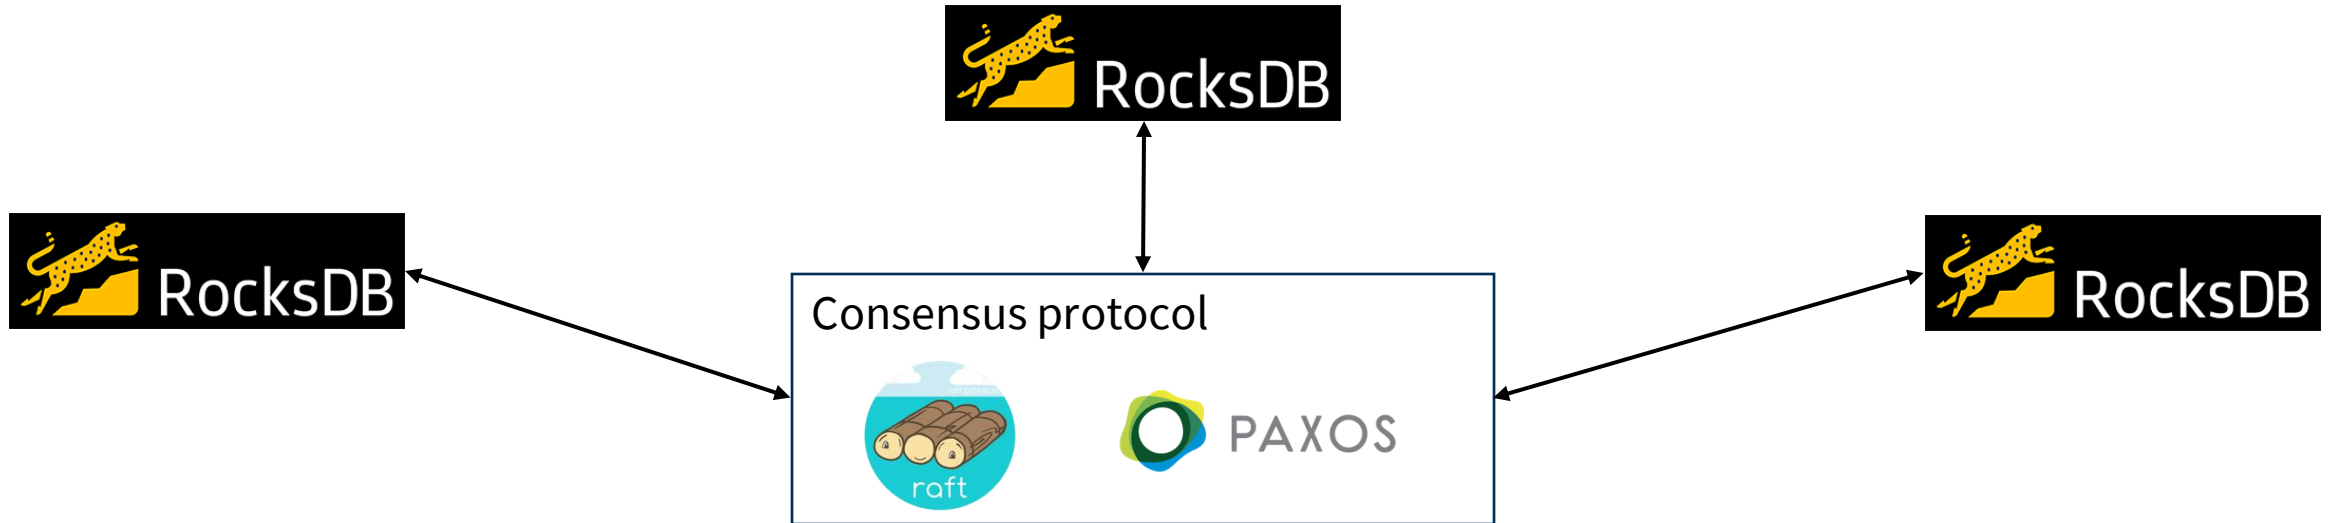 RocksDB
RocksDB
RocksDB
Consensus protocol
raft
PAXOS